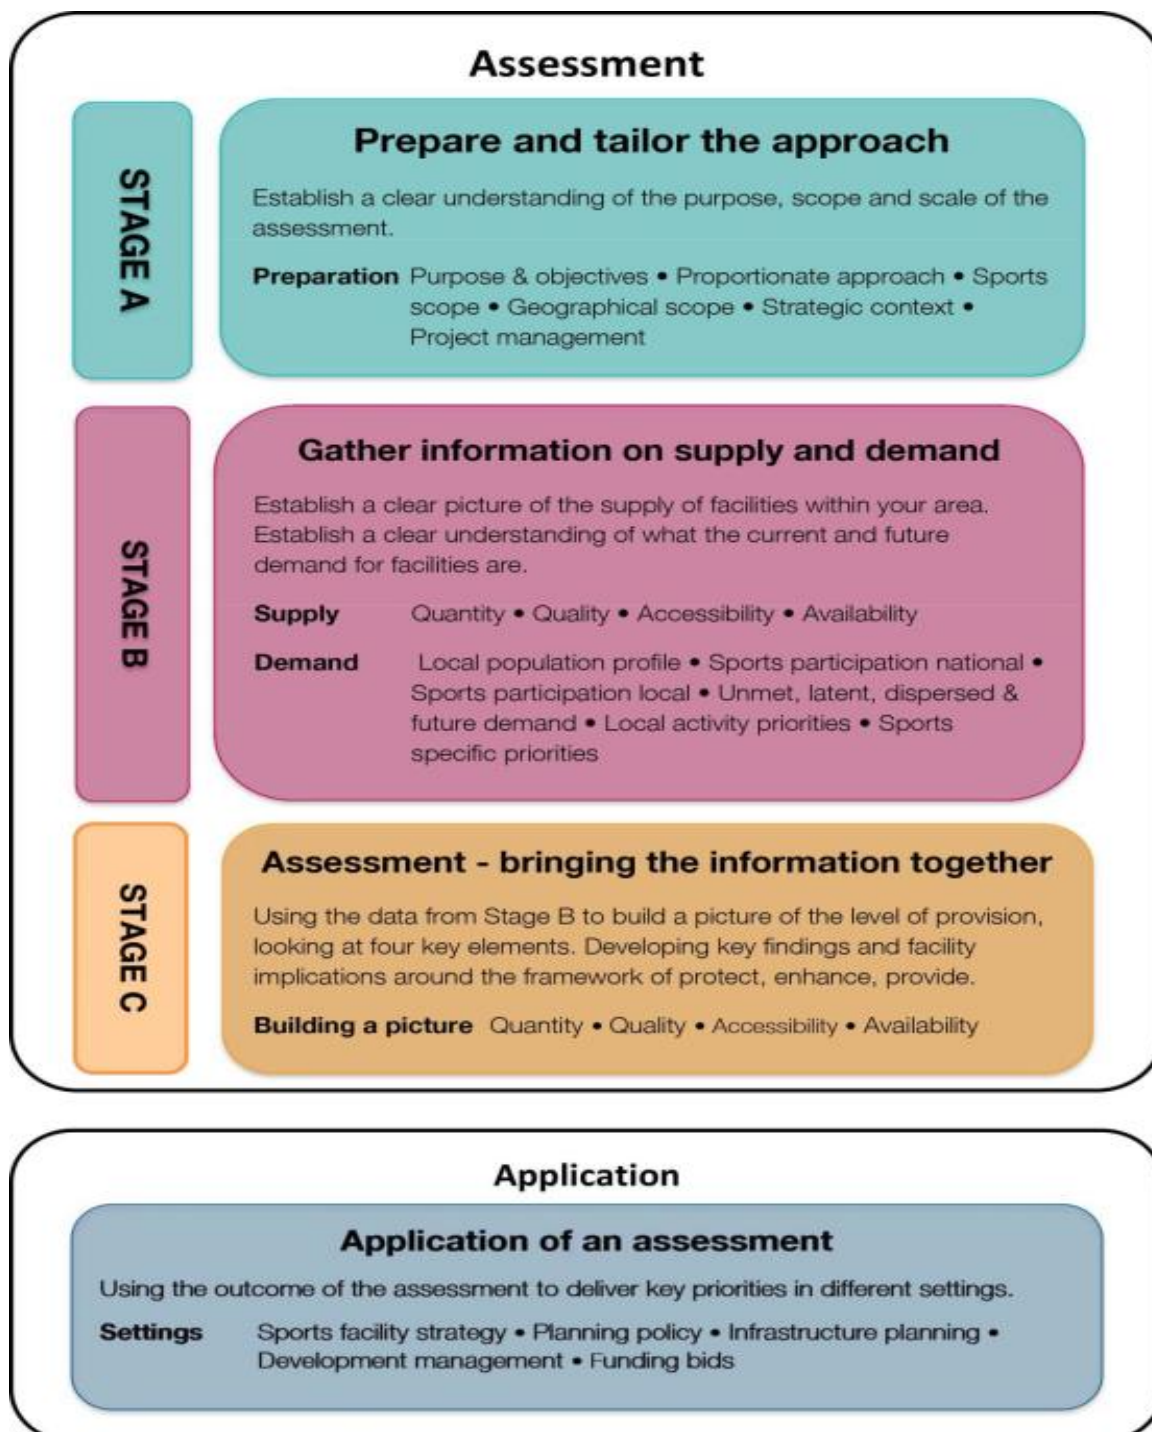 Assessment
STAGE A
Prepare and tailor the approach
Establish a clear understanding of the purpose, scope and scale of the
assessment.
Preparation Purpose & objectives • Proportionate approach • Sports
scope • Geographical scope • Strategic context •
Project management
STAGE B
Gather information on supply and demand
Establish a clear picture of the supply of facilities within your area.
Establish a clear understanding of what the current and future
demand for facilities are.
Supply Quantity • Quality • Accessibility • Availability
Demand Local population profile • Sports participation national •
Sports participation local • Unmet, latent, dispersed &
future demand • Local activity priorities • Sports
specific priorities
STAGE C
Assessment - bringing the information together
Using the data from Stage B to build a picture of the level of provision,
looking at four key elements. Developing key findings and facility
implications around the framework of protect, enhance, provide.
Building a picture Quantity • Quality • Accessibility • Availability
Application
Application of an assessment
Using the outcome of the assessment to deliver key priorities in different settings.
Settings Sports facility strategy • Planning policy • Infrastructure planning •
Development management • Funding bids